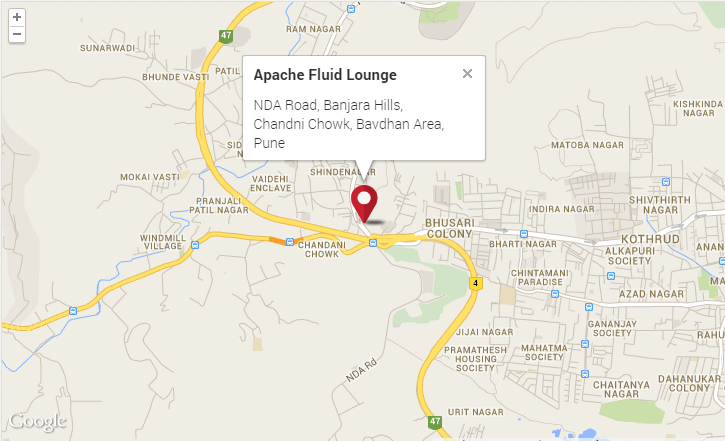 +
−
47
RAM NAGAR
SUNARWADI
BHUNDE VASTI
PATIL
Apache Fluid Lounge
×
NDA Road, Banjara Hills,
Chandni Chowk, Bavdhan Area,
Pune
KISHKINDA
NAGAR
MATOBA NAGAR
SID
MOKAI VASTI
VAIDEHI
ENCLAVE
SHINDENAGAR
PRANJALI
PATIL NAGAR
SHIVTHIRTH
NAGAR
INDIRA NAGAR
BHUSARI
COLONY
WINDMILL
VILLAGE
CHANDANI
CHOWK
BHARTI NAGAR
KOTHRUD
ALKAPURI
SOCIETY
MAN
NA
CHINTAMANI
PARADISE
4
AZAD NAGAR
GANANJAY
SOCIETY
JIJAI NAGAR
RAHU
PRAMATHESH
HOUSING
SOCIETY
MAHATMA
SOCIETY
NDA Rd
CHAITANYA
NAGAR
DAHANUKAR
COLONY
URIT NAGAR
47
Google